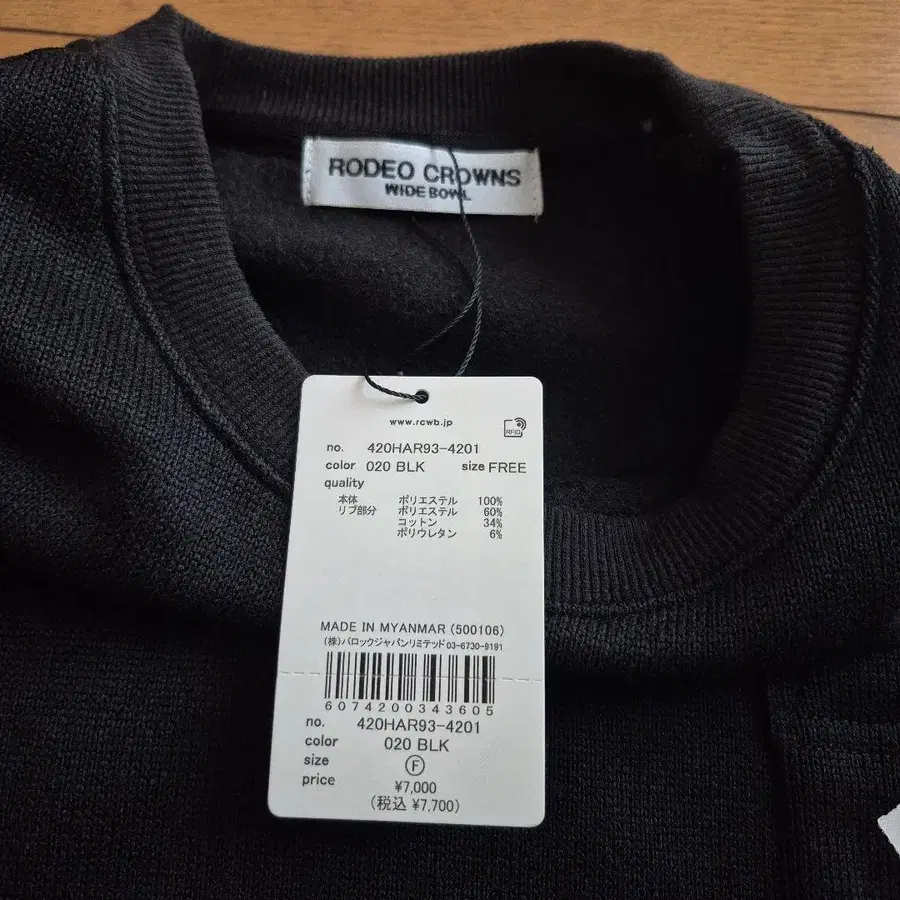 RODEO CROWNS
WIDE BOWL
www.rcwb.jp
RFID
no. 420HAR93-4201
color 020 BLK size FREE
quality
本体 ポリエステル 100%
リブ部分 ポリエステル 60%
コットン 34%
ポリウレタン 6%
MADE IN MYANMAR (500106)
(株)バロックジャパンリミテッド03-6730-9191
6074200343605
no. 420HAR93-4201
color 020 BLK
size F
price ¥7,000
(税込 ¥7,700)